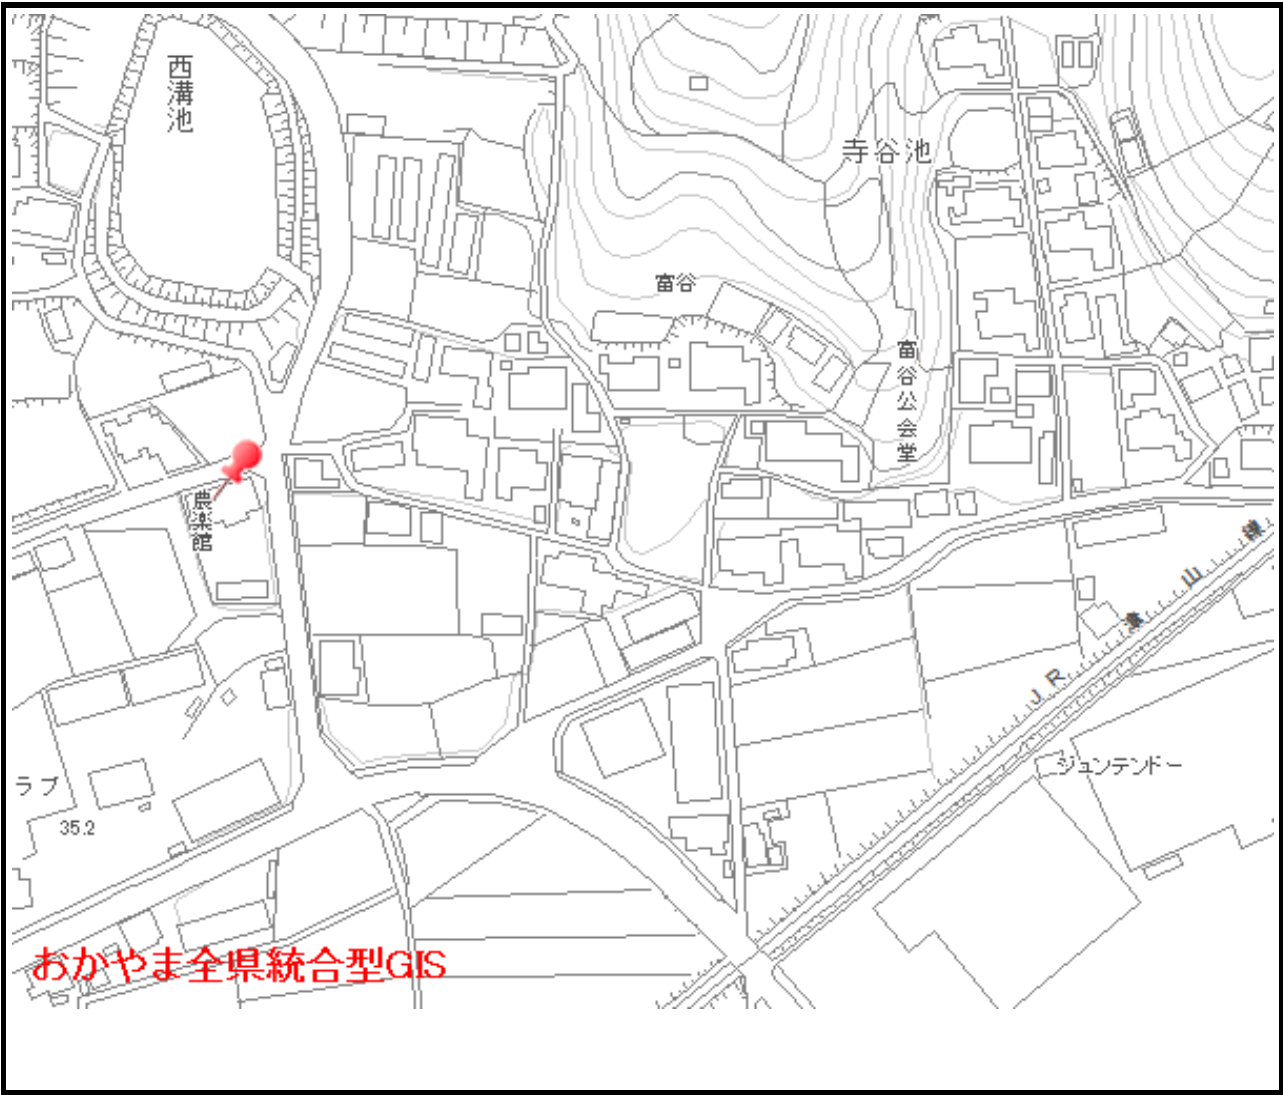 西溝池
寺谷池
富谷
富谷公会堂
農楽館
JR津山線
ジュンテンドー
ラブ
35.2
おかやま全県統合型GIS